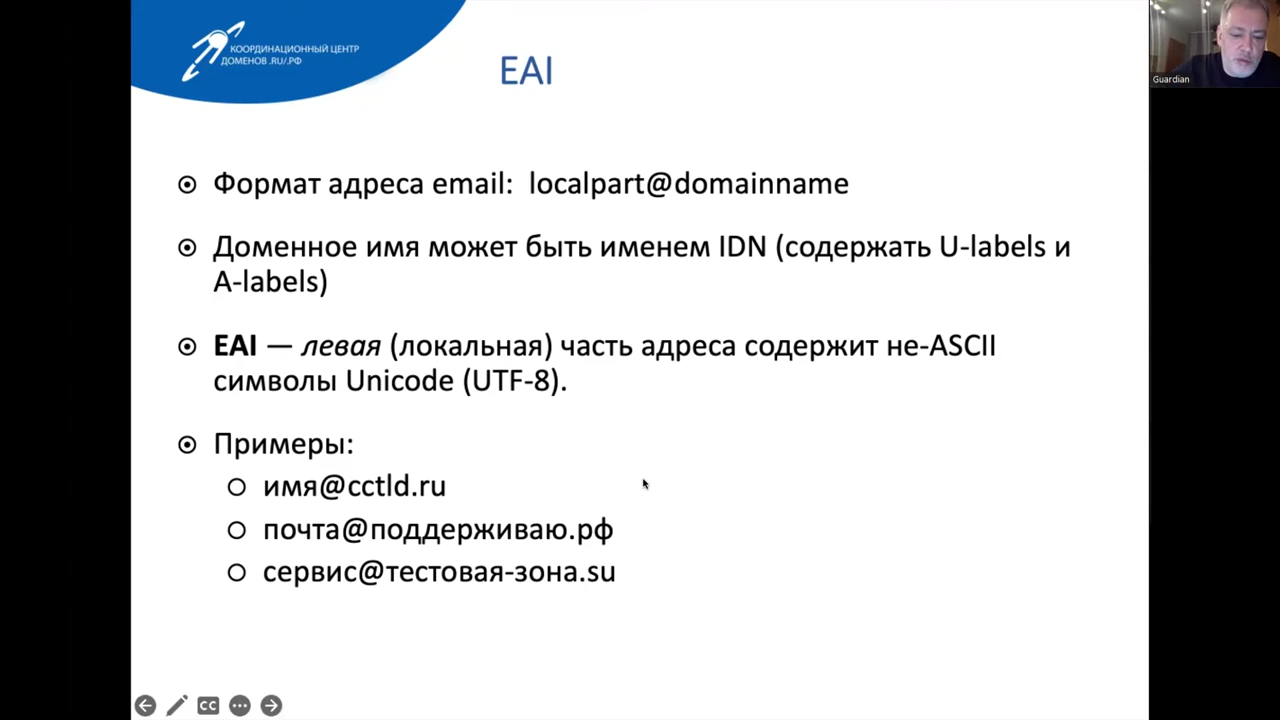 КООРДИНАЦИОННЫЙ ЦЕНТР
ДОМЕНОВ .RU/.РФ
EAI
Guardian
Формат адреса email: localpart@domainname
Доменное имя может быть именем IDN (содержать U-labels и
A-labels)
EAI — левая (локальная) часть адреса содержит не-ASCII
символы Unicode (UTF-8).
Примеры:
имя@cctld.ru
почта@поддерживаю.рф
сервис@тестовая-зона.su
CC